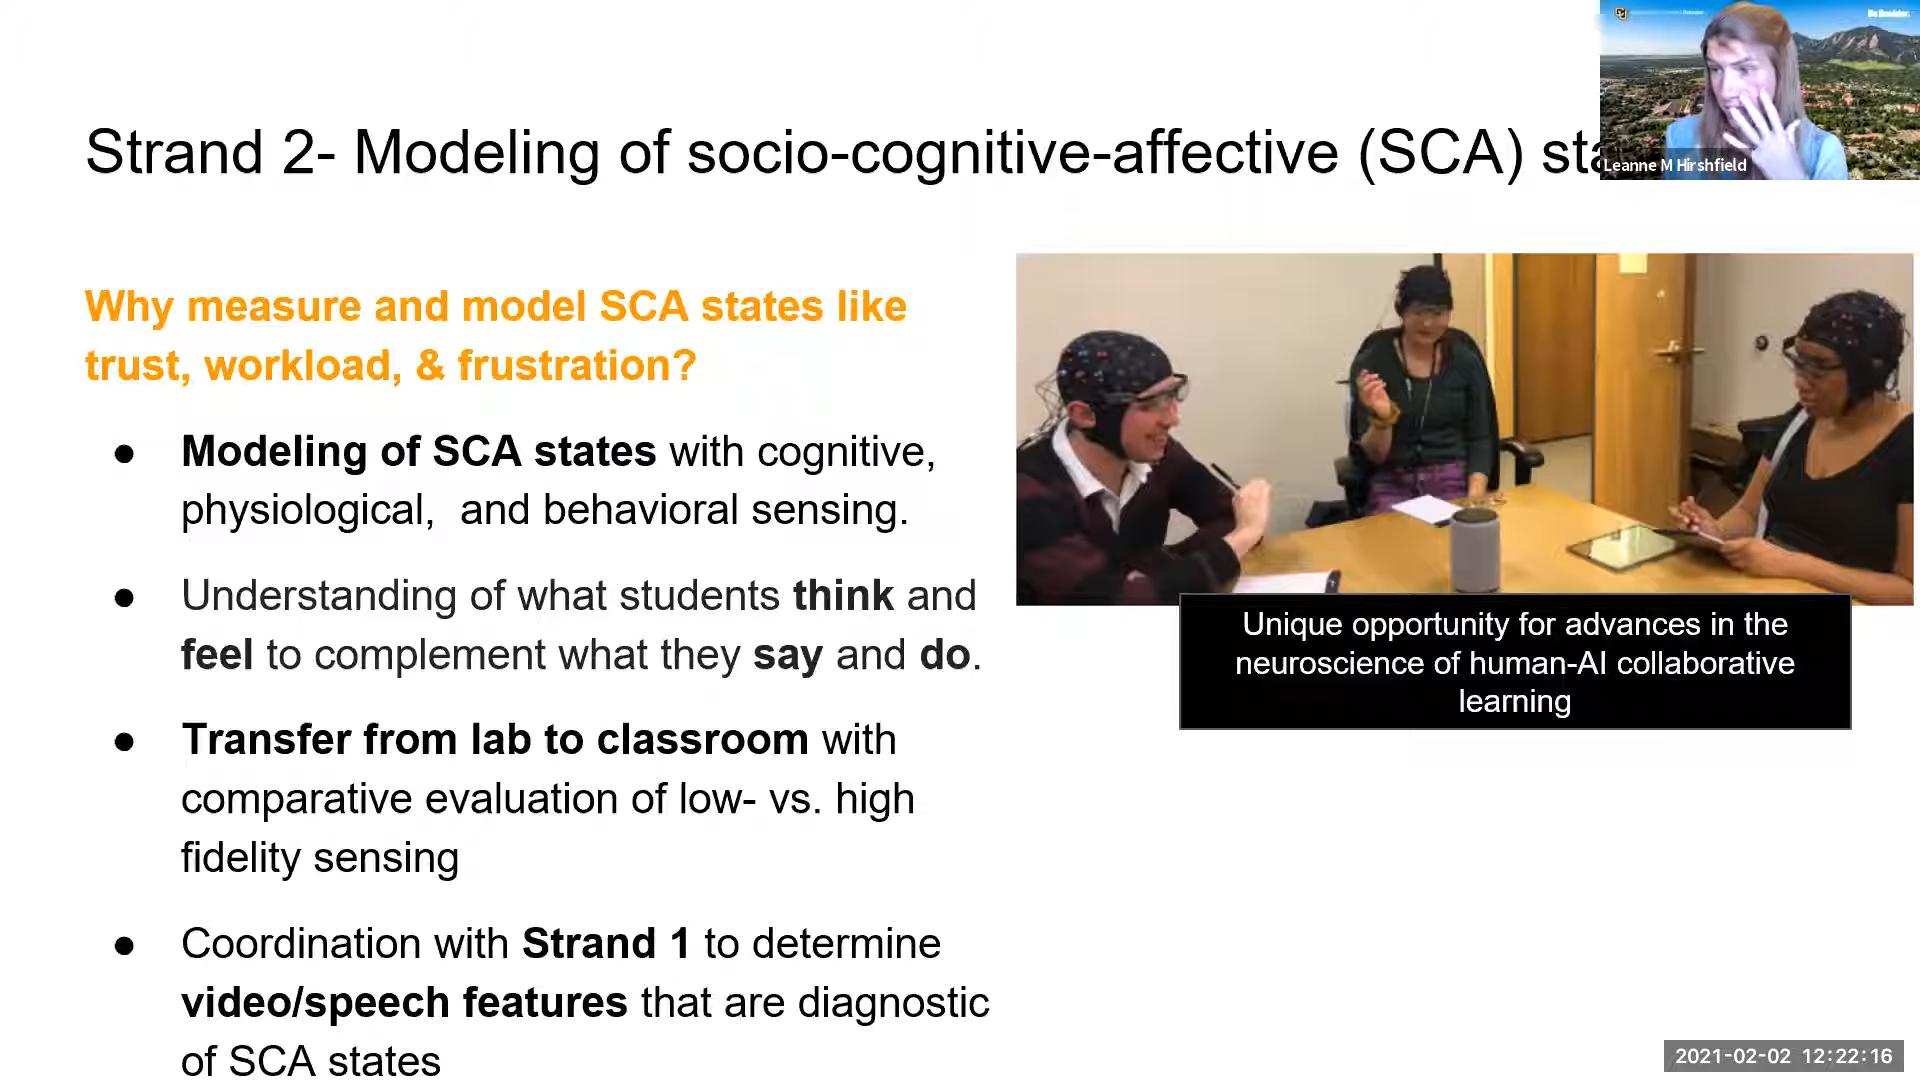 Be Boulder.
Strand 2- Modeling of socio-cognitive-affective (SCA)
Leanne M Hirshfield
Why measure and model SCA states like
trust, workload, & frustration?
● Modeling of SCA states with cognitive,
physiological,  and behavioral sensing.
● Understanding of what students think and
feel to complement what they say and do.
● Transfer from lab to classroom with
comparative evaluation of low- vs. high
fidelity sensing
● Coordination with Strand 1 to determine
video/speech features that are diagnostic
of SCA states
Unique opportunity for advances in the
neuroscience of human-AI collaborative
learning
2021-02-02 12:22:16